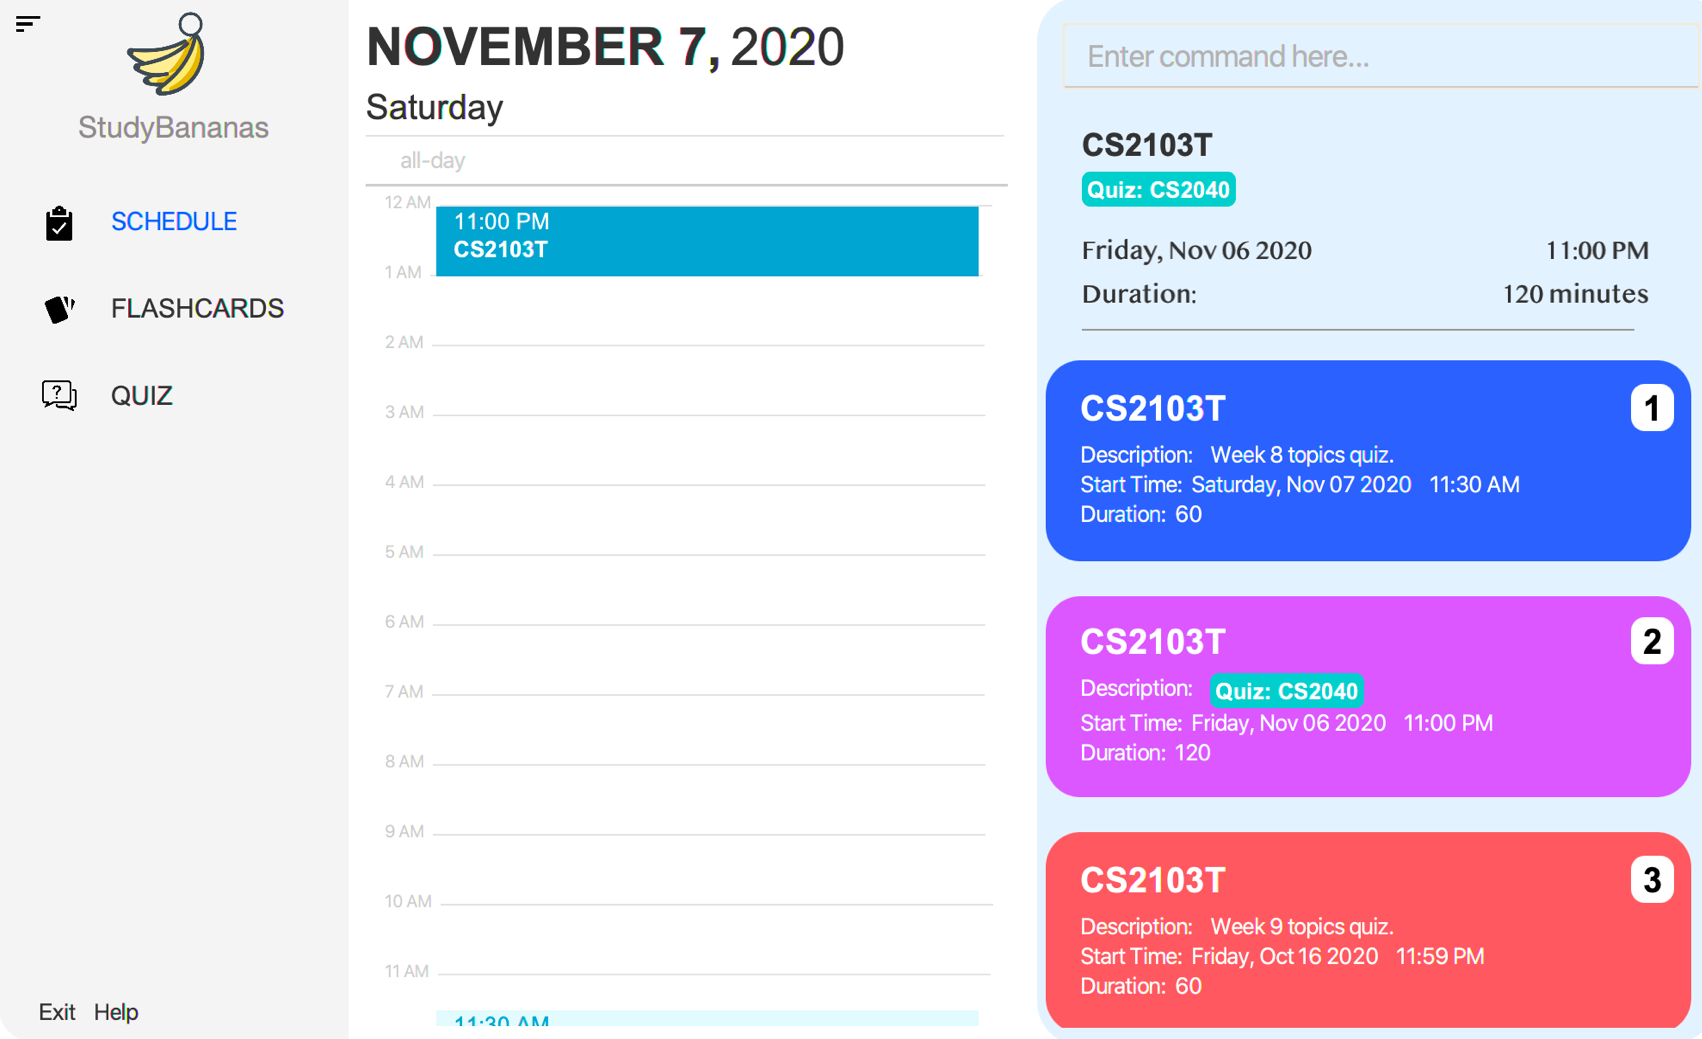 StudyBananas
SCHEDULE
FLASHCARDS
QUIZ
Exit Help
NOVEMBER 7, 2020
Saturday
all-day
12 AM
11:00 PM
CS2103T
1 AM
2 AM
3 AM
4 AM
5 AM
6 AM
7 AM
8 AM
9 AM
10 AM
11 AM
11:30 AM
Enter command here...
CS2103T
Quiz: CS2040
Friday, Nov 06 2020 11:00 PM
Duration: 120 minutes
CS2103T 1
Description: Week 8 topics quiz.
Start Time: Saturday, Nov 07 2020 11:30 AM
Duration: 60
CS2103T 2
Description: Quiz: CS2040
Start Time: Friday, Nov 06 2020 11:00 PM
Duration: 120
CS2103T 3
Description: Week 9 topics quiz.
Start Time: Friday, Oct 16 2020 11:59 PM
Duration: 60